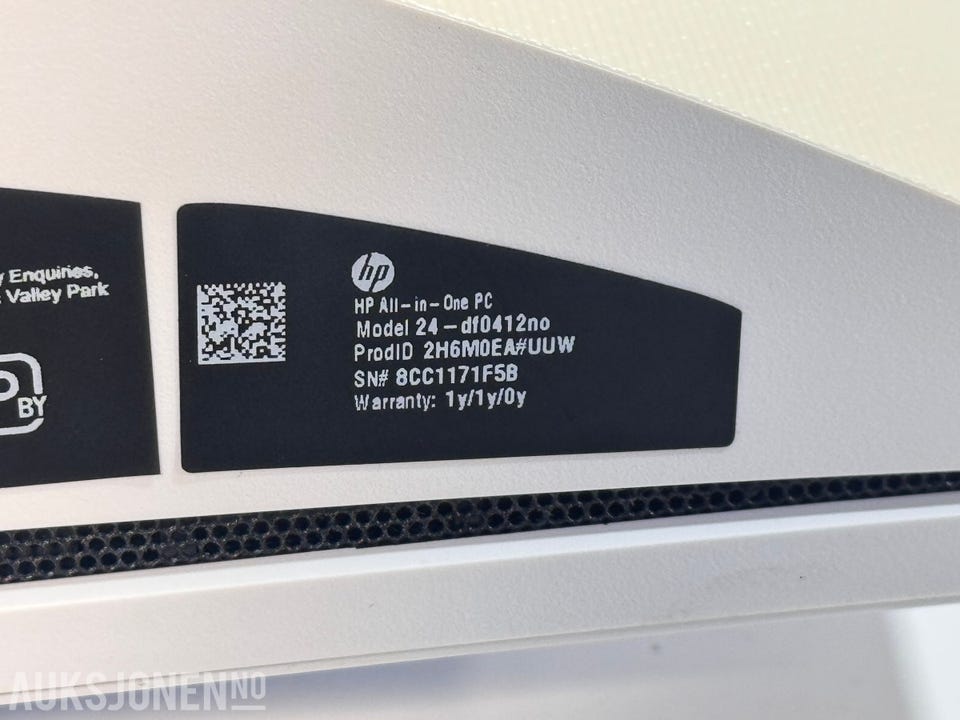 y Enquiries,
Valley Park
BY
hp
HP All-in-One PC
Model 24-df0412no
ProdID 2H6M0EA#UUW
SN# 8CC1171F5B
Warranty: 1y/1y/0y
AUKSJONEN.NO